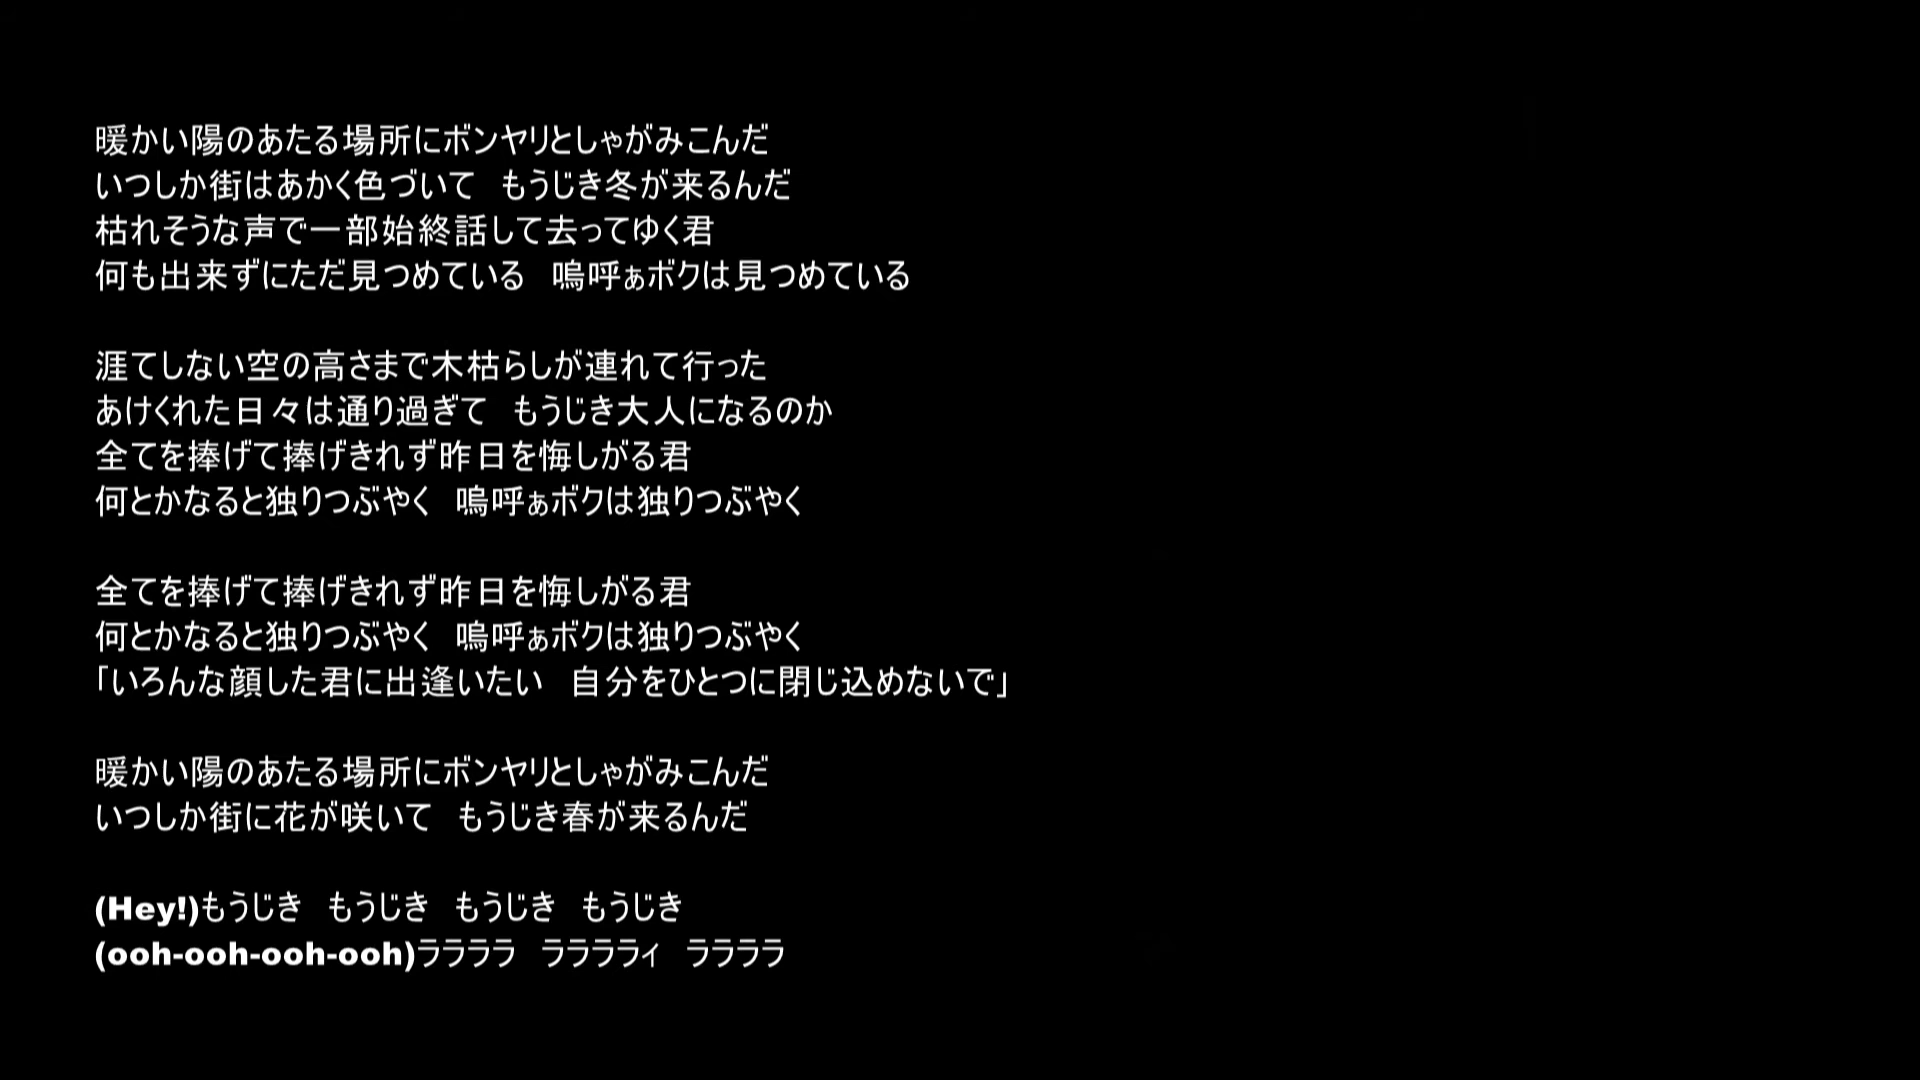 暖かい陽のあたる場所にボンヤリとしゃがみこんだ
いつしか街はあかく色づいて　もうじき冬が来るんだ
枯れそうな声で一部始終話して去ってゆく君
何も出来ずにただ見つめている　嗚呼ぁボクは見つめている

涯てしない空の高さまで木枯らしが連れて行った
あけくれた日々は通り過ぎて　もうじき大人になるのか
全てを捧げて捧げきれず昨日を悔しがる君
何とかなると独りつぶやく　嗚呼ぁボクは独りつぶやく

全てを捧げて捧げきれず昨日を悔しがる君
何とかなると独りつぶやく　嗚呼ぁボクは独りつぶやく
「いろんな顔した君に出逢いたい　自分をひとつに閉じ込めないで」

暖かい陽のあたる場所にボンヤリとしゃがみこんだ
いつしか街に花が咲いて　もうじき春が来るんだ

(Hey!)もうじき　もうじき　もうじき　もうじき
(ooh-ooh-ooh-ooh)ララララ　ララララィ　ララララ